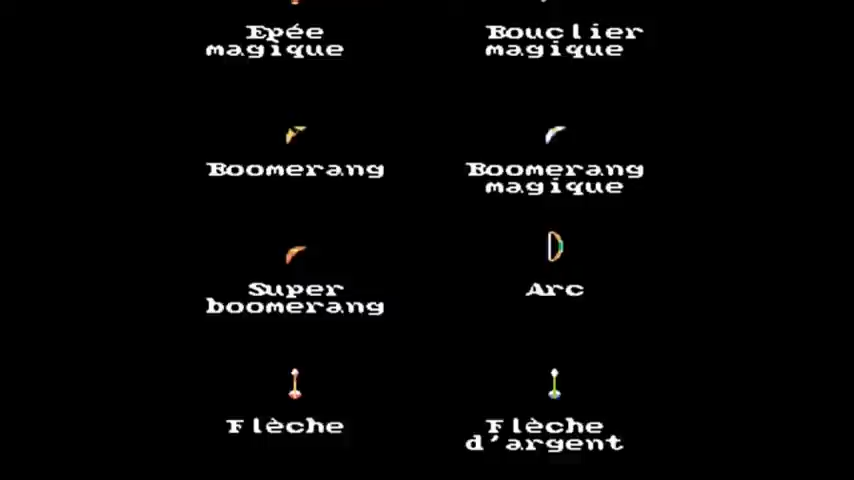 Epée
magique
Bouclier
magique
Boomerang
Boomerang
magique
Super
boomerang
Arc
Flèche
Flèche
d'argent